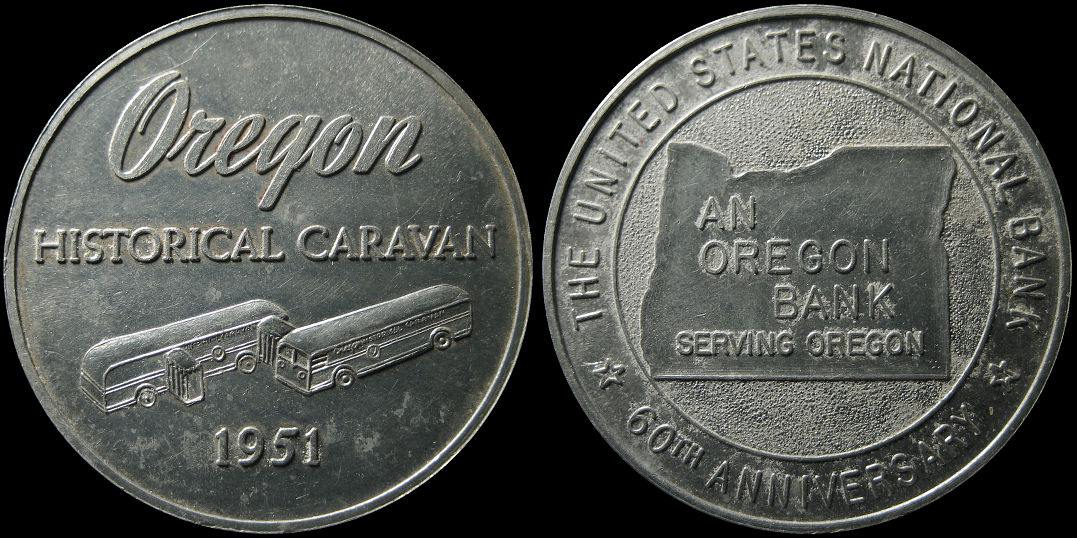 Oregon
HISTORICAL CARAVAN
1951
THE UNITED STATES NATIONAL BANK
AN
OREGON
BANK
SERVING OREGON
60TH ANNIVERSARY